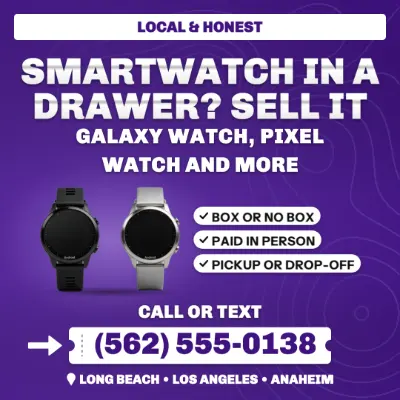 LOCAL & HONEST
SMARTWATCH IN A
DRAWER? SELL IT
GALAXY WATCH, PIXEL
WATCH AND MORE
BOX OR NO BOX
PAID IN PERSON
PICKUP OR DROP-OFF
CALL OR TEXT
(562) 555-0138
LONG BEACH • LOS ANGELES • ANAHEIM